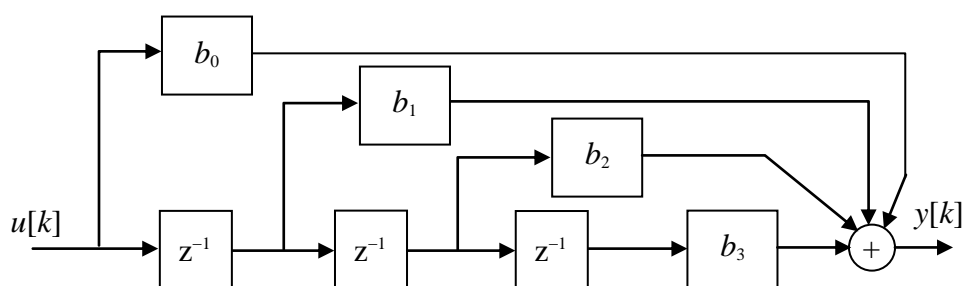 b₀
b₁
b₂
u[k]
z⁻¹
z⁻¹
z⁻¹
b₃
+
y[k]